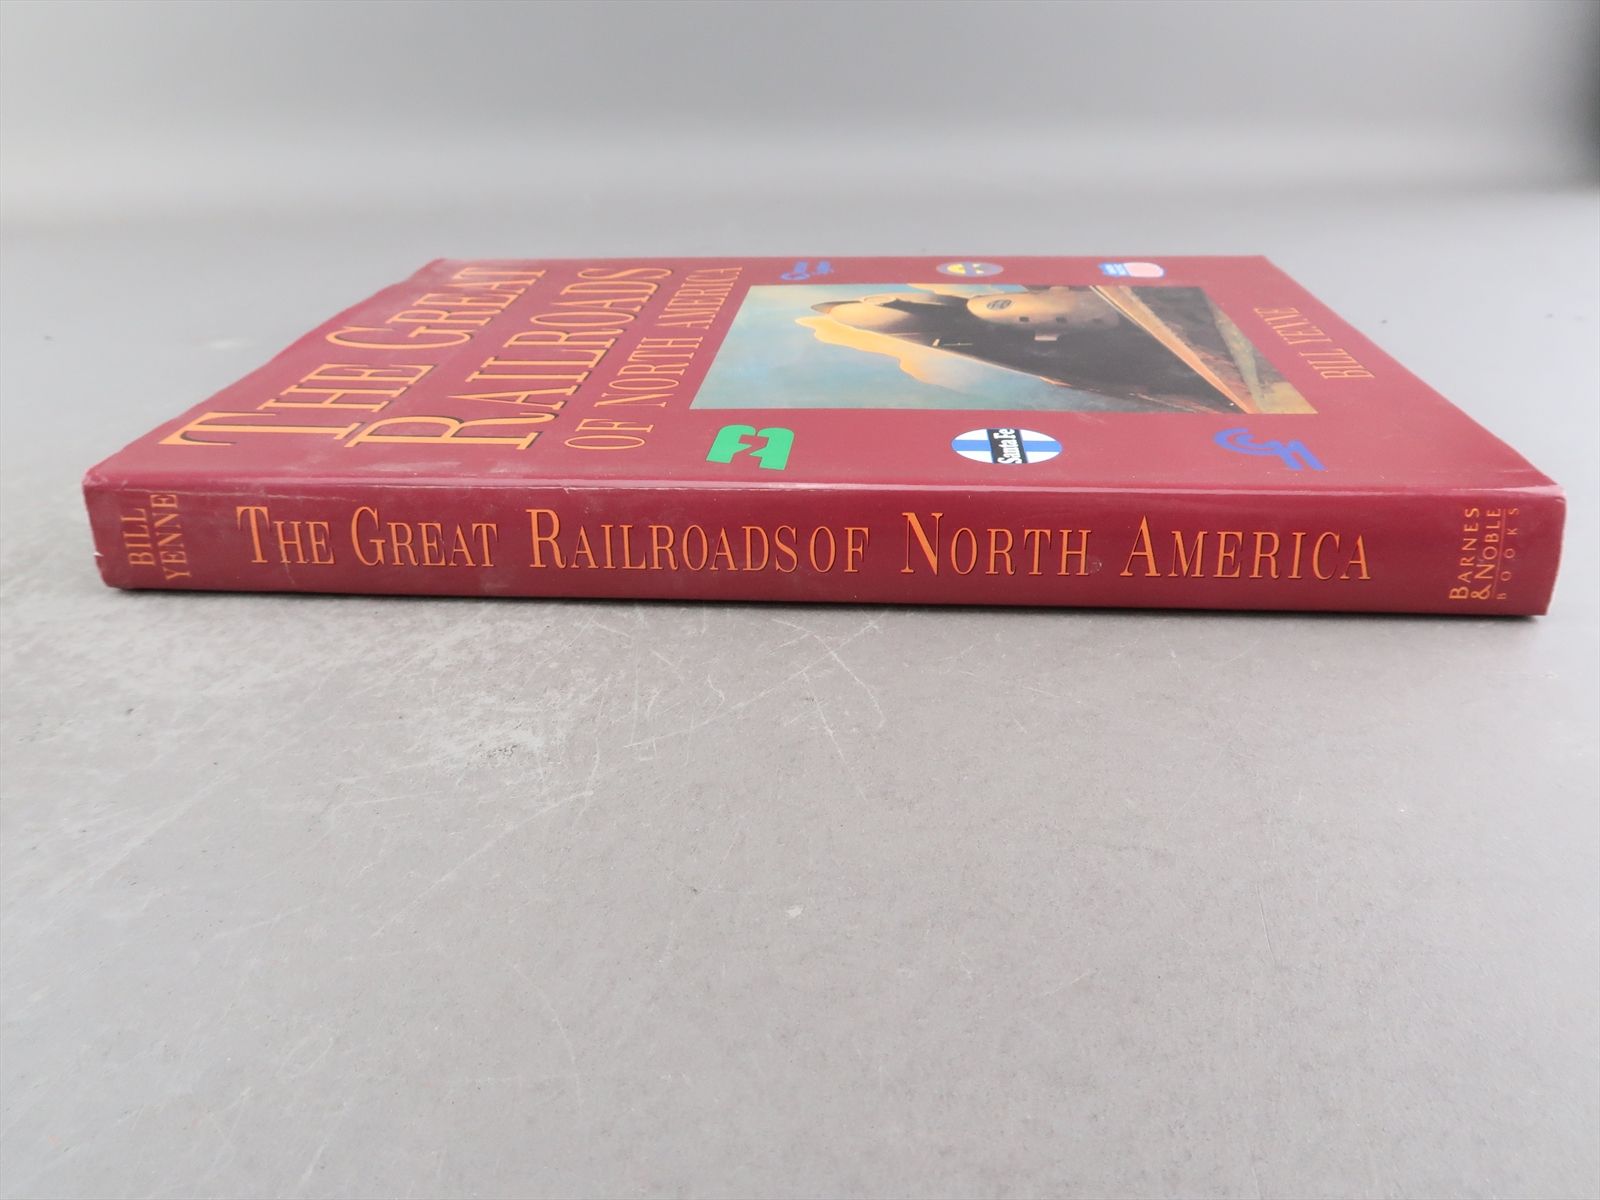 THE GREAT
RAILROADS
OF NORTH AMERICA
Santa Fe
BILL YENNE
BILL
YENNE
THE GREAT RAILROADS OF NORTH AMERICA
BARNES
& NOBLE
BOOKS